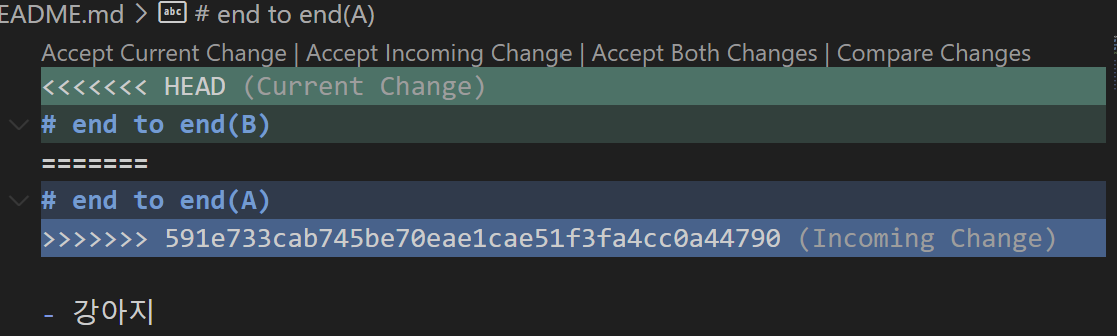 EADME.md > abc # end to end(A)
Accept Current Change | Accept Incoming Change | Accept Both Changes | Compare Changes
<<<<<<< HEAD (Current Change)
# end to end(B)
=======
# end to end(A)
>>>>>>> 591e733cab745be70eae1cae51f3fa4cc0a44790 (Incoming Change)
- 강아지